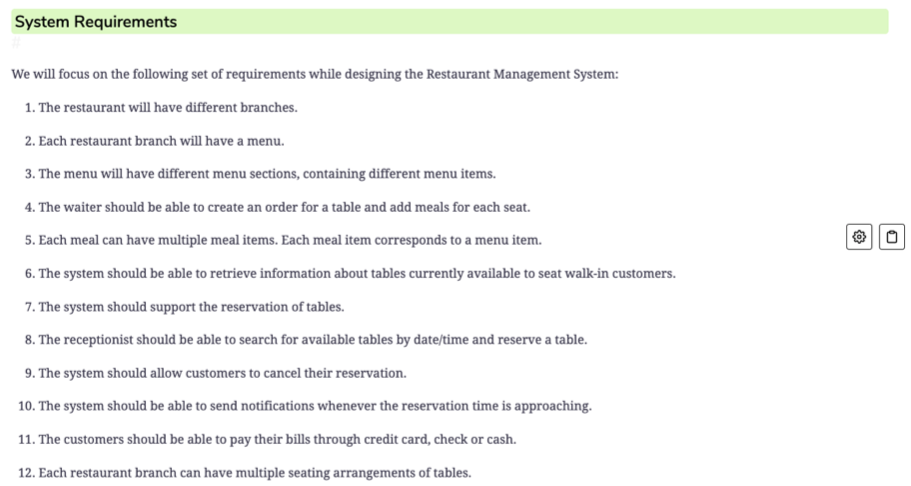 System Requirements
#
We will focus on the following set of requirements while designing the Restaurant Management System:
1. The restaurant will have different branches.
2. Each restaurant branch will have a menu.
3. The menu will have different menu sections, containing different menu items.
4. The waiter should be able to create an order for a table and add meals for each seat.
5. Each meal can have multiple meal items. Each meal item corresponds to a menu item.
6. The system should be able to retrieve information about tables currently available to seat walk-in customers.
7. The system should support the reservation of tables.
8. The receptionist should be able to search for available tables by date/time and reserve a table.
9. The system should allow customers to cancel their reservation.
10. The system should be able to send notifications whenever the reservation time is approaching.
11. The customers should be able to pay their bills through credit card, check or cash.
12. Each restaurant branch can have multiple seating arrangements of tables.